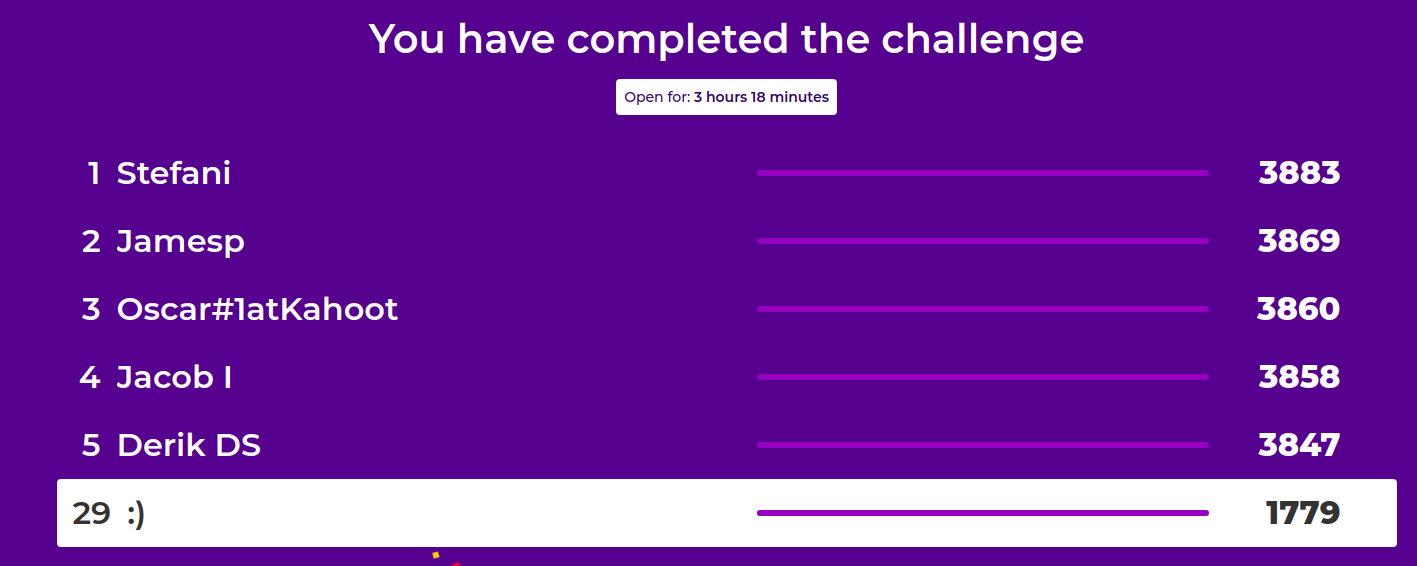 You have completed the challenge
Open for: 3 hours 18 minutes
1 Stefani 3883
2 Jamesp 3869
3 Oscar#1atKahoot 3860
4 Jacob I 3858
5 Derik DS 3847
29 :) 1779